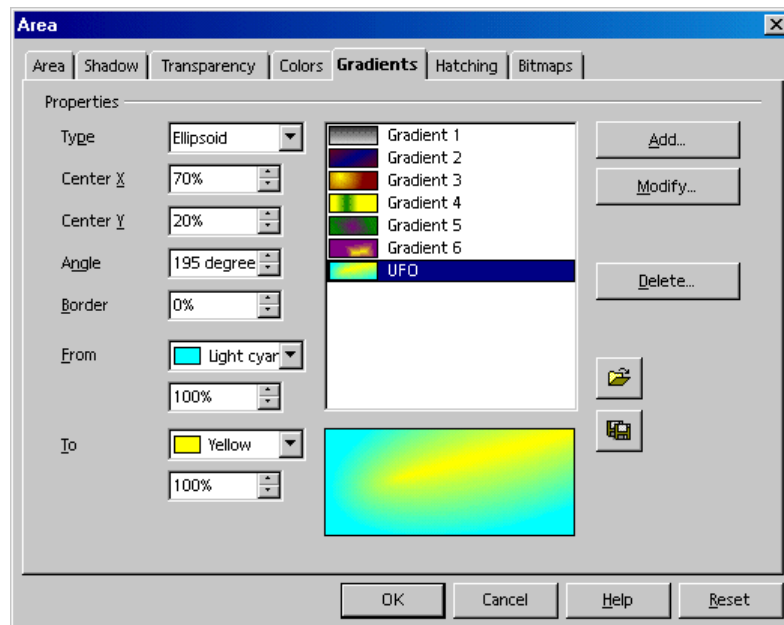 Area
Area Shadow Transparency Colors Gradients Hatching Bitmaps
Properties
Type Ellipsoid
Center X 70%
Center Y 20%
Angle 195 degree
Border 0%
From Light cyar
100%
To Yellow
100%
Gradient 1
Gradient 2
Gradient 3
Gradient 4
Gradient 5
Gradient 6
UFO
Add...
Modify...
Delete...
OK Cancel Help Reset